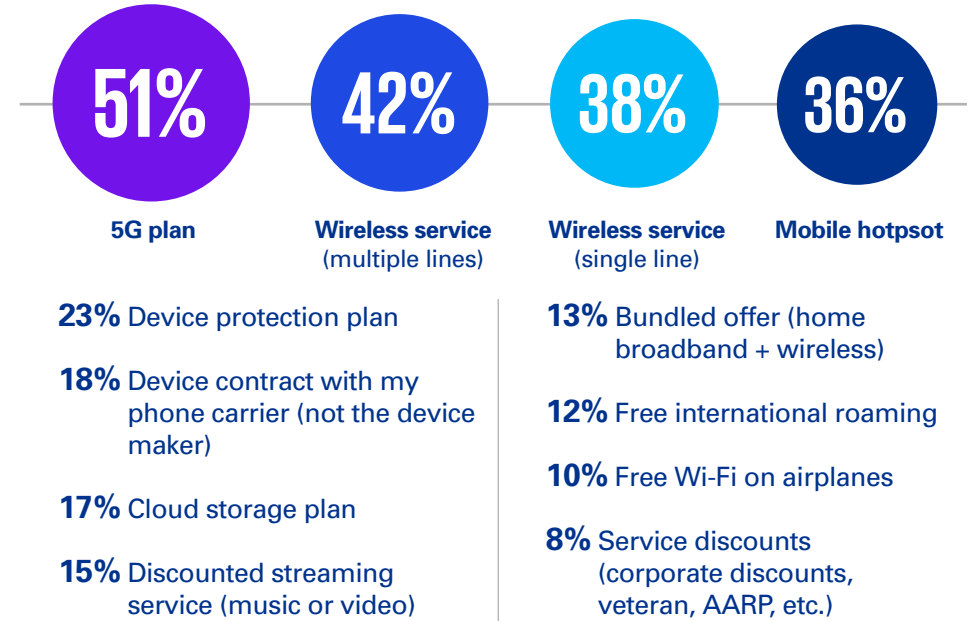 51%
42%
38%
36%
5G plan
Wireless service
(multiple lines)
Wireless service
(single line)
Mobile hotpsot
23% Device protection plan
18% Device contract with my
phone carrier (not the device
maker)
17% Cloud storage plan
15% Discounted streaming
service (music or video)
13% Bundled offer (home
broadband + wireless)
12% Free international roaming
10% Free Wi-Fi on airplanes
8% Service discounts
(corporate discounts,
veteran, AARP, etc.)